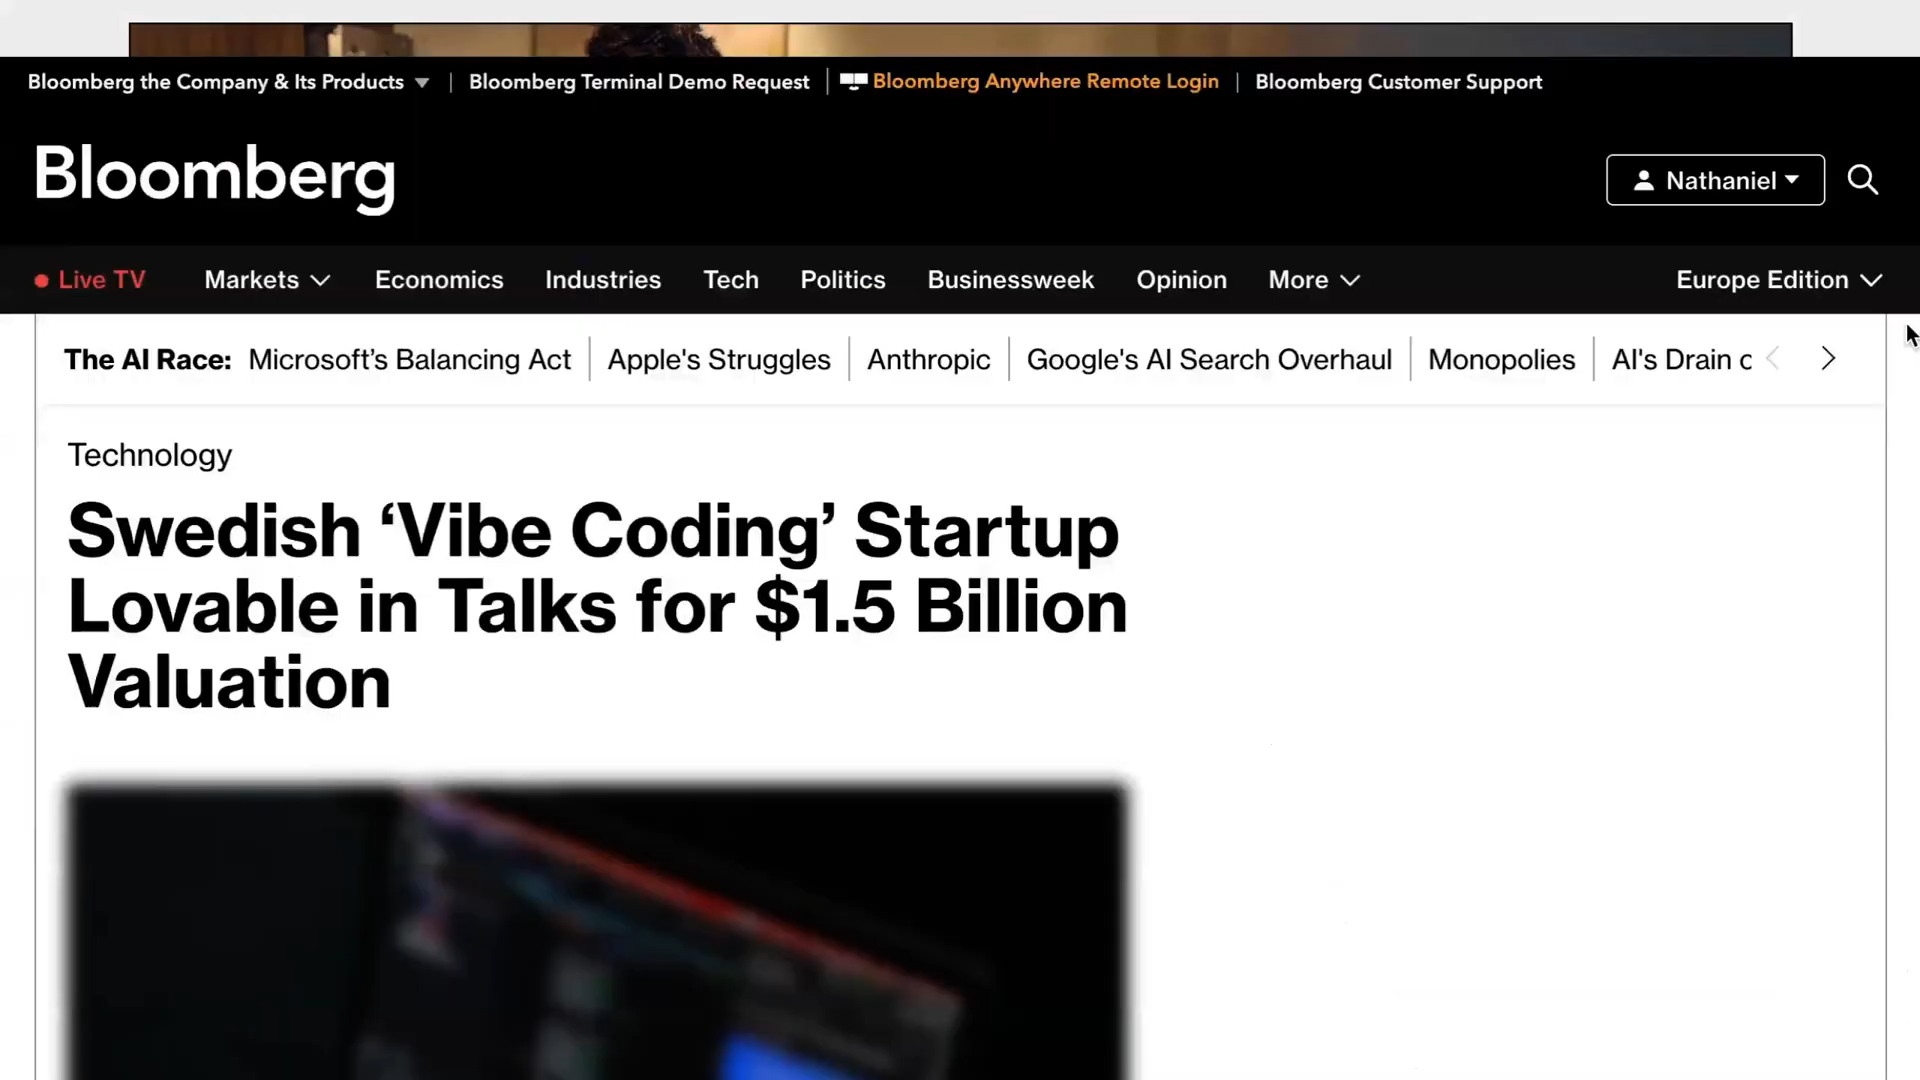 Bloomberg the Company & Its Products
Bloomberg Terminal Demo Request
Bloomberg Anywhere Remote Login
Bloomberg Customer Support
Bloomberg
Nathaniel
Live TV
Markets
Economics
Industries
Tech
Politics
Businessweek
Opinion
More
Europe Edition
The AI Race:
Microsoft’s Balancing Act
Apple's Struggles
Anthropic
Google's AI Search Overhaul
Monopolies
AI's Drain
Technology
Swedish ‘Vibe Coding’ Startup
Lovable in Talks for $1.5 Billion
Valuation